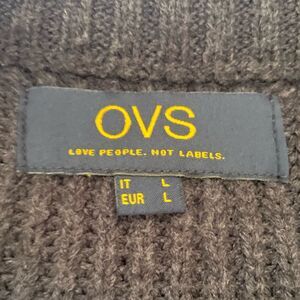 OVS
LOVE PEOPLE. NOT LABELS.
IT L
EUR L